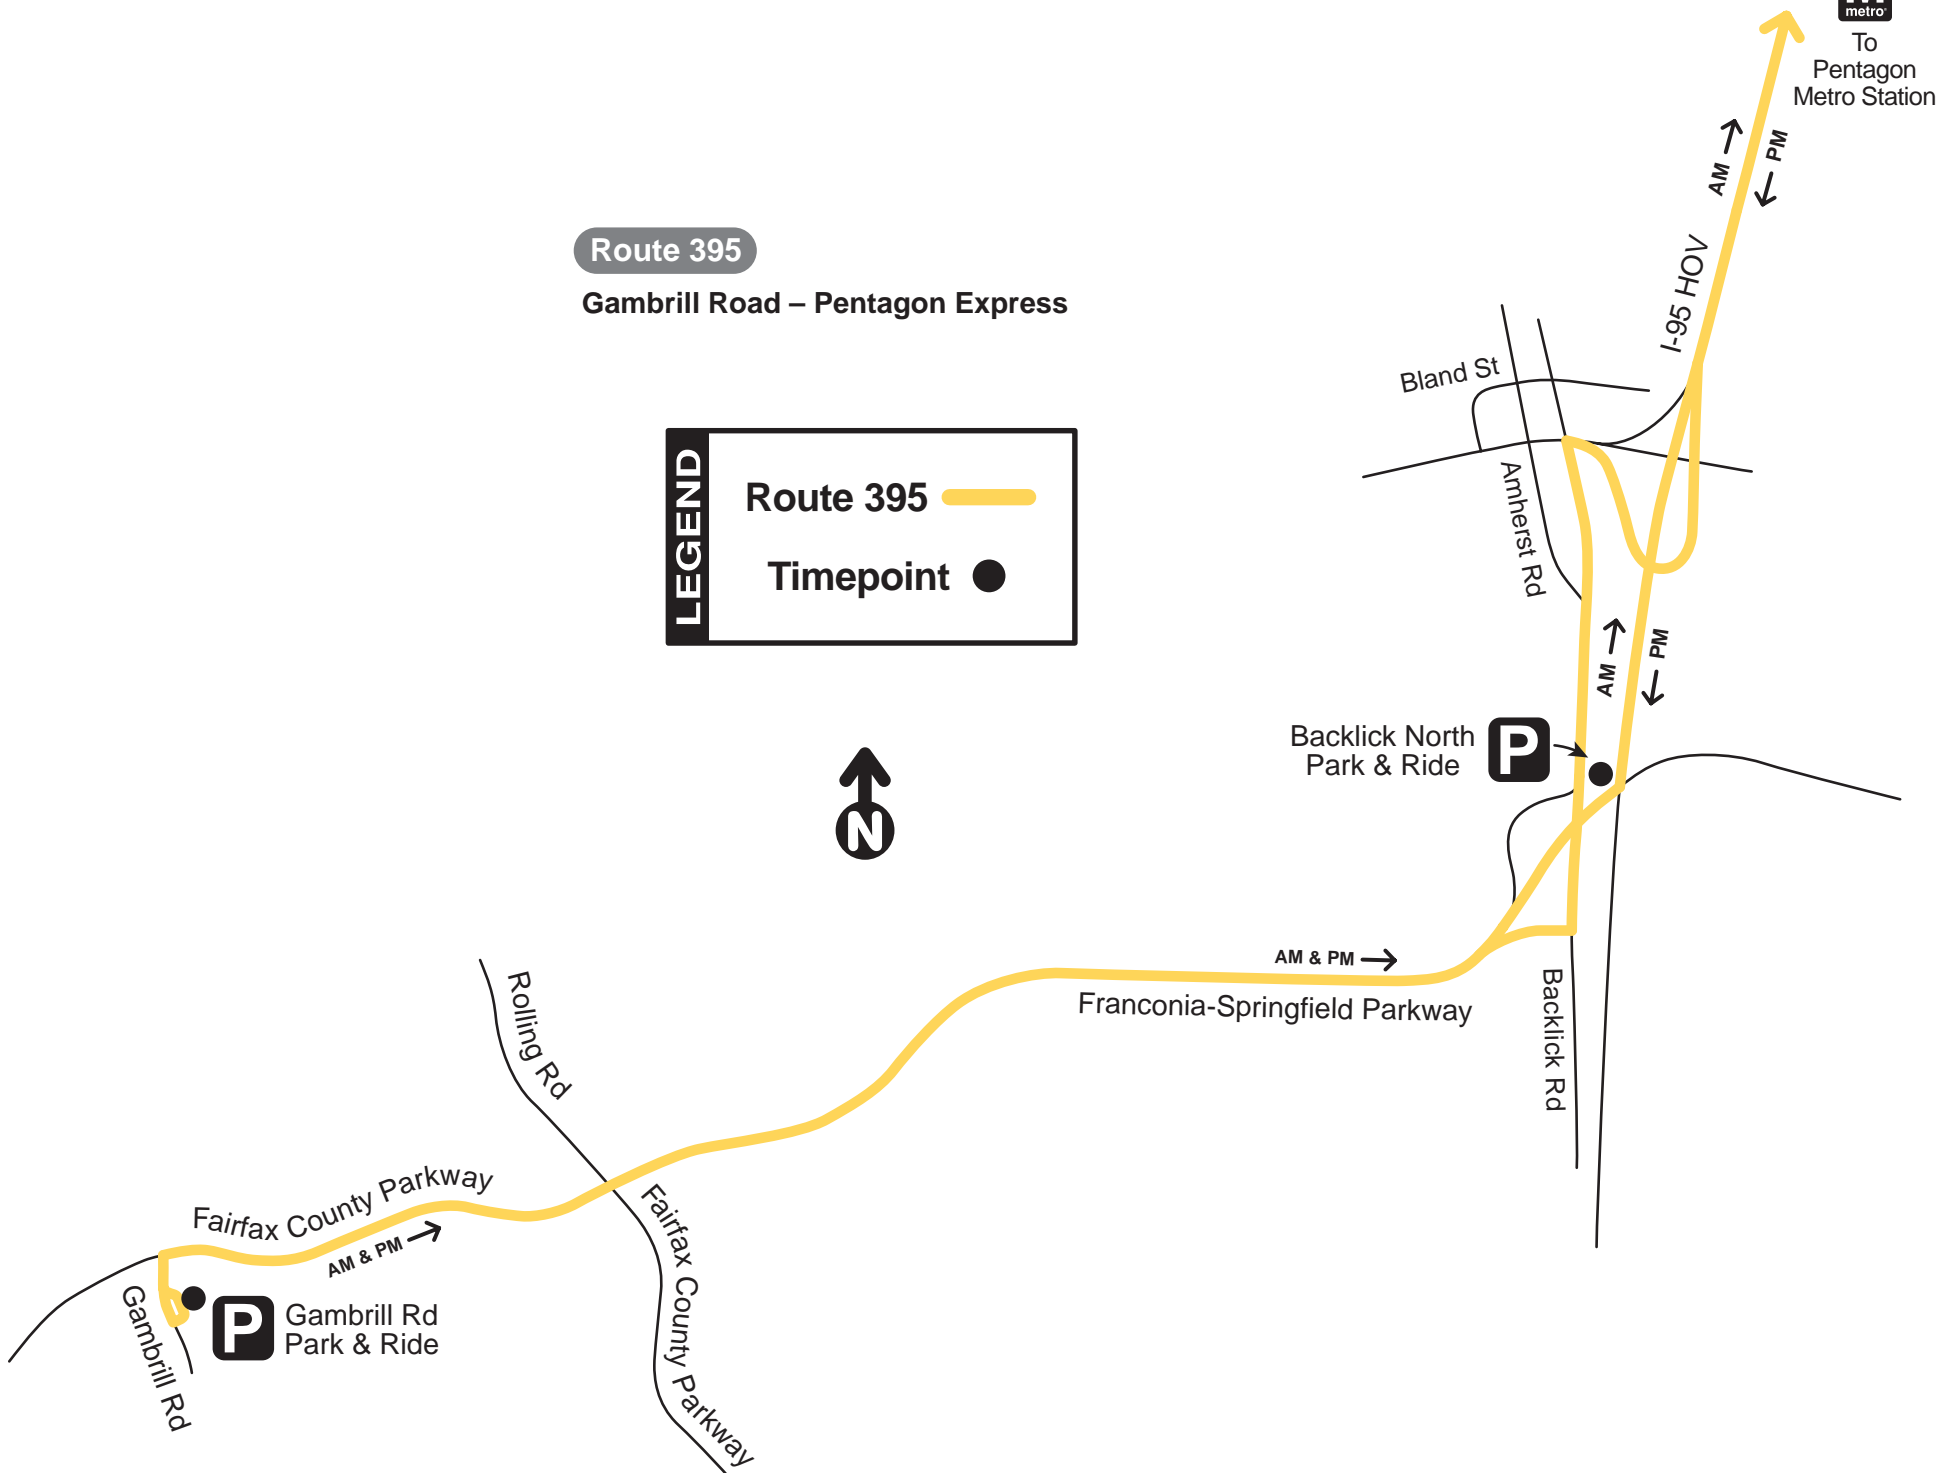 metro
To
Pentagon
Metro Station
AM
PM
Route 395
Gambrill Road – Pentagon Express
I-95 HOV
Bland St
LEGEND
Route 395
Timepoint
Amherst Rd
AM
PM
Backlick North
Park & Ride
P
N
AM & PM
Franconia-Springfield Parkway
Backlick Rd
Rolling Rd
Fairfax County Parkway
AM & PM
Fairfax County Parkway
Gambrill Rd
P
Gambrill Rd
Park & Ride